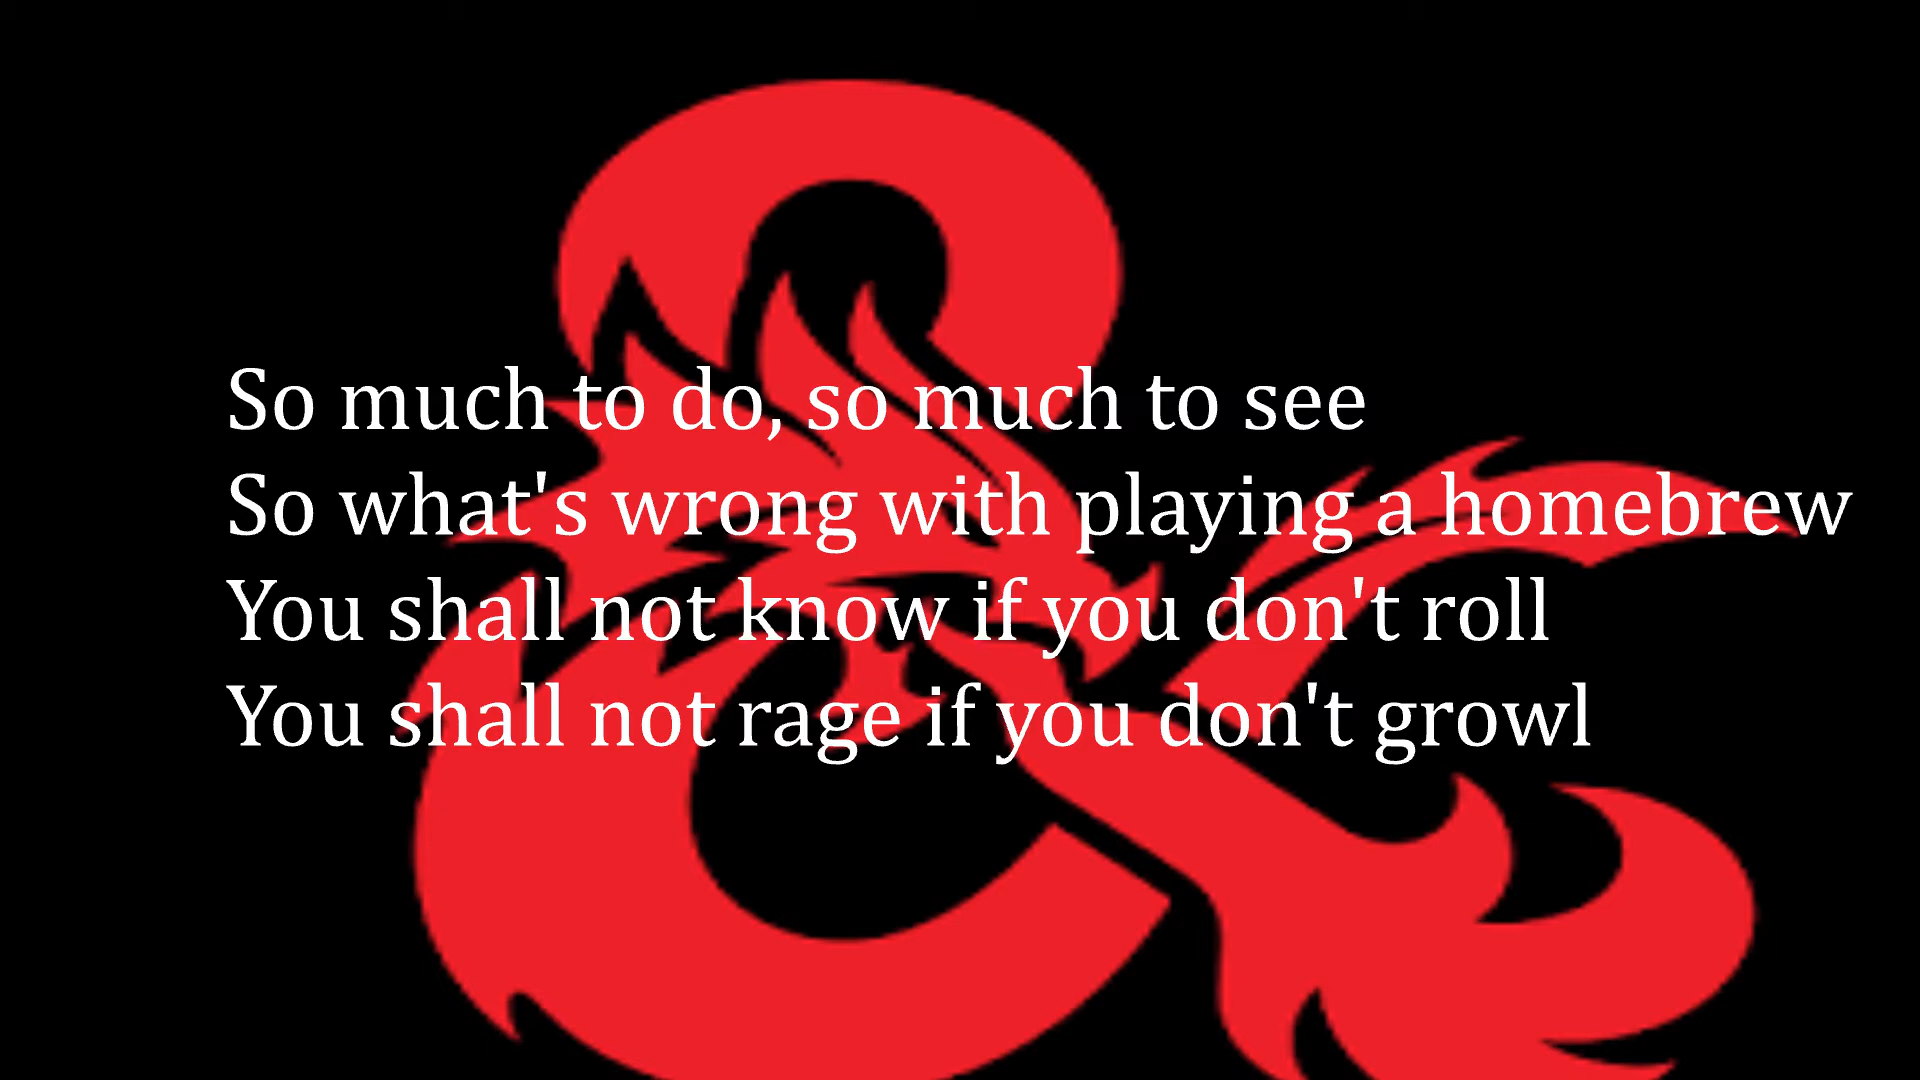 So much to do, so much to see
So what's wrong with playing a homebrew
You shall not know if you don't roll
You shall not rage if you don't growl